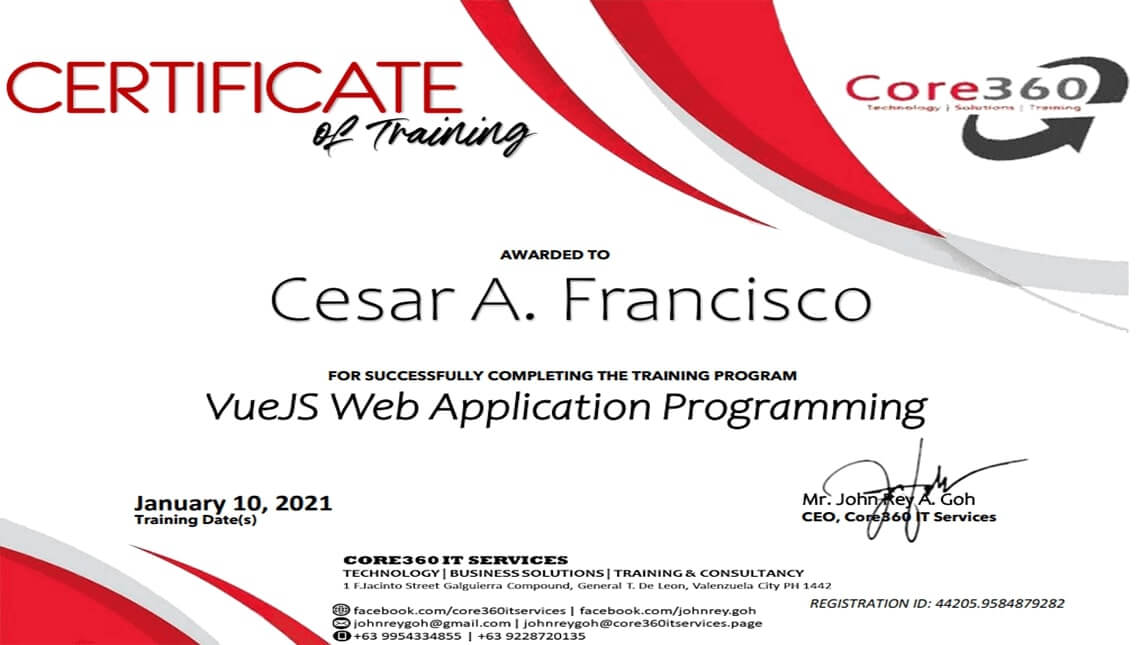 CERTIFICATE
of Training
Core360
Technology | Solutions | Training
AWARDED TO
Cesar A. Francisco
FOR SUCCESSFULLY COMPLETING THE TRAINING PROGRAM
VueJS Web Application Programming
January 10, 2021
Training Date(s)
Mr. John Rey A. Goh
CEO, Core360 IT Services
CORE360 IT SERVICES
TECHNOLOGY | BUSINESS SOLUTIONS | TRAINING & CONSULTANCY
1 F.Jacinto Street Galguierra Compound, General T. De Leon, Valenzuela City PH 1442
facebook.com/core360itservices | facebook.com/johnrey.goh
johnreygoh@gmail.com | johnreygoh@core360itservices.page
+63 9954334855 | +63 9228720135
REGISTRATION ID: 44205.9584879282